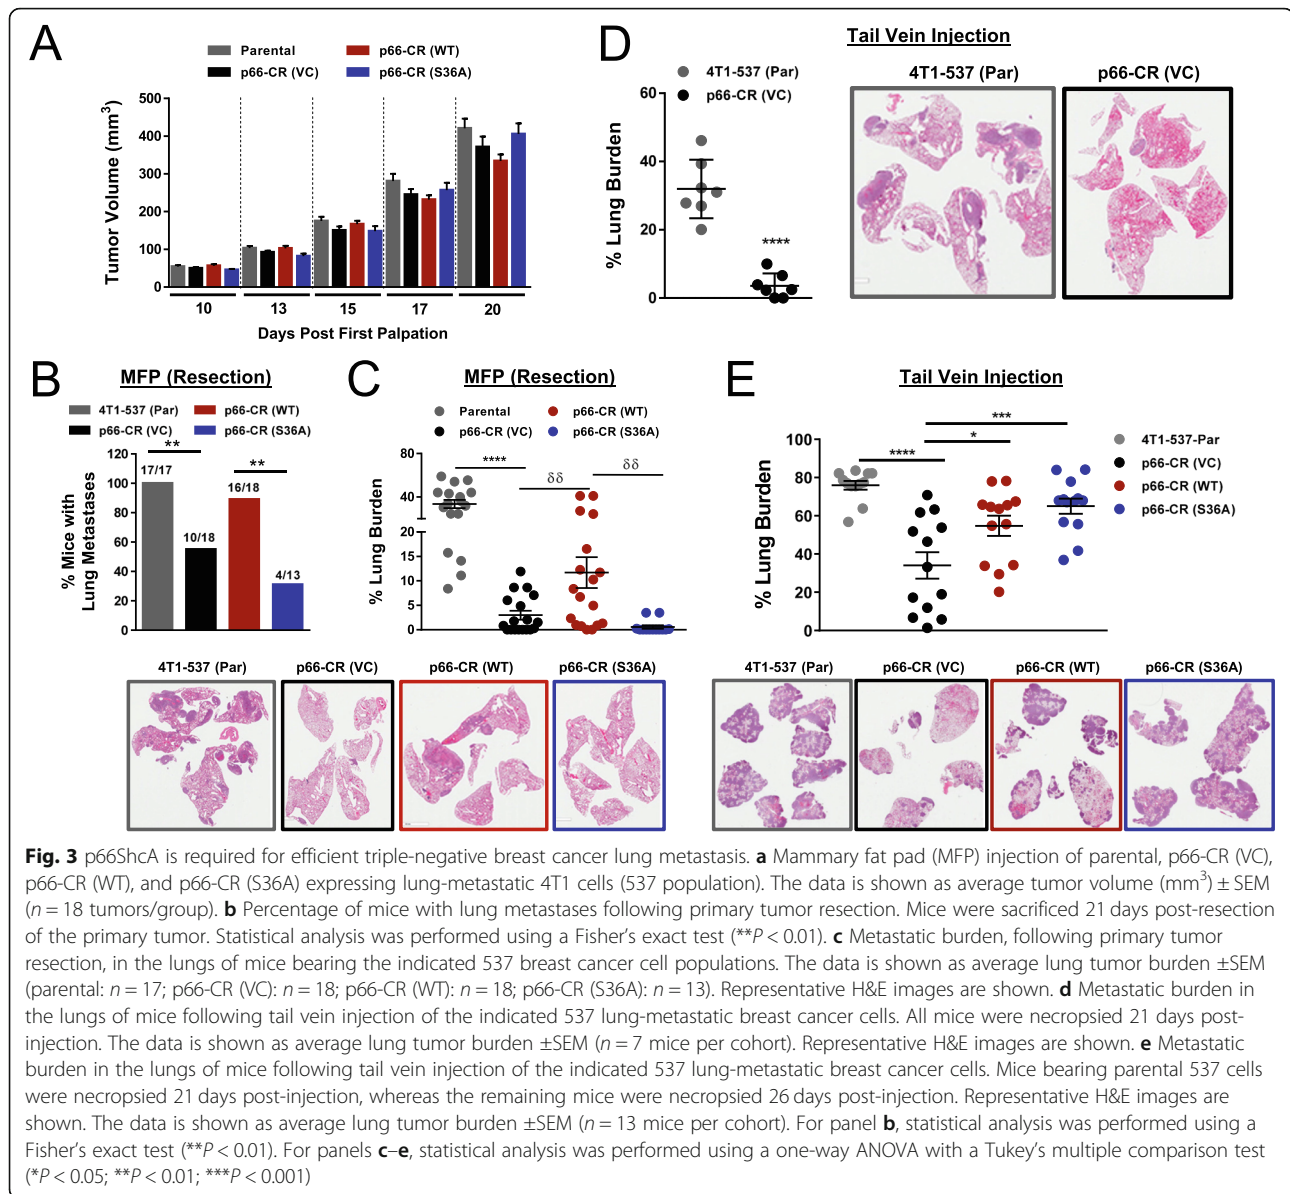 A
Parental
p66-CR (WT)
p66-CR (VC)
p66-CR (S36A)
Tumor Volume (mm³)
500
400
300
200
100
0
10 13 15 17 20
Days Post First Palpation
D
Tail Vein Injection
4T1-537 (Par)
p66-CR (VC)
% Lung Burden
60
40
20
0
****
4T1-537 (Par)
p66-CR (VC)
B
MFP (Resection)
4T1-537 (Par)
p66-CR (WT)
p66-CR (VC)
p66-CR (S36A)
% Mice with
Lung Metastases
120
100
80
60
40
20
0
**
**
17/17
10/18
16/18
4/13
C
MFP (Resection)
Parental
p66-CR (WT)
p66-CR (VC)
p66-CR (S36A)
% Lung Burden
80
40
20
15
10
5
0
****
δδ
δδ
4T1-537 (Par)
p66-CR (VC)
p66-CR (WT)
p66-CR (S36A)
E
Tail Vein Injection
% Lung Burden
100
80
60
40
20
0
***
*
****
4T1-537-Par
p66-CR (VC)
p66-CR (WT)
p66-CR (S36A)
4T1-537 (Par)
p66-CR (VC)
p66-CR (WT)
p66-CR (S36A)
Fig. 3 p66ShcA is required for efficient triple-negative breast cancer lung metastasis. a Mammary fat pad (MFP) injection of parental, p66-CR (VC),
p66-CR (WT), and p66-CR (S36A) expressing lung-metastatic 4T1 cells (537 population). The data is shown as average tumor volume (mm³) ± SEM
(n = 18 tumors/group). b Percentage of mice with lung metastases following primary tumor resection. Mice were sacrificed 21 days post-resection
of the primary tumor. Statistical analysis was performed using a Fisher's exact test (**P < 0.01). c Metastatic burden, following primary tumor
resection, in the lungs of mice bearing the indicated 537 breast cancer cell populations. The data is shown as average lung tumor burden ±SEM
(parental: n = 17; p66-CR (VC): n = 18; p66-CR (WT): n = 18; p66-CR (S36A): n = 13). Representative H&E images are shown. d Metastatic burden in
the lungs of mice following tail vein injection of the indicated 537 lung-metastatic breast cancer cells. All mice were necropsied 21 days post-
injection. The data is shown as average lung tumor burden ±SEM (n = 7 mice per cohort). Representative H&E images are shown. e Metastatic
burden in the lungs of mice following tail vein injection of the indicated 537 lung-metastatic breast cancer cells. Mice bearing parental 537 cells
were necropsied 21 days post-injection, whereas the remaining mice were necropsied 26 days post-injection. Representative H&E images are
shown. The data is shown as average lung tumor burden ±SEM (n = 13 mice per cohort). For panel b, statistical analysis was performed using a
Fisher's exact test (**P < 0.01). For panels c–e, statistical analysis was performed using a one-way ANOVA with a Tukey's multiple comparison test
(*P < 0.05; **P < 0.01; ***P < 0.001)